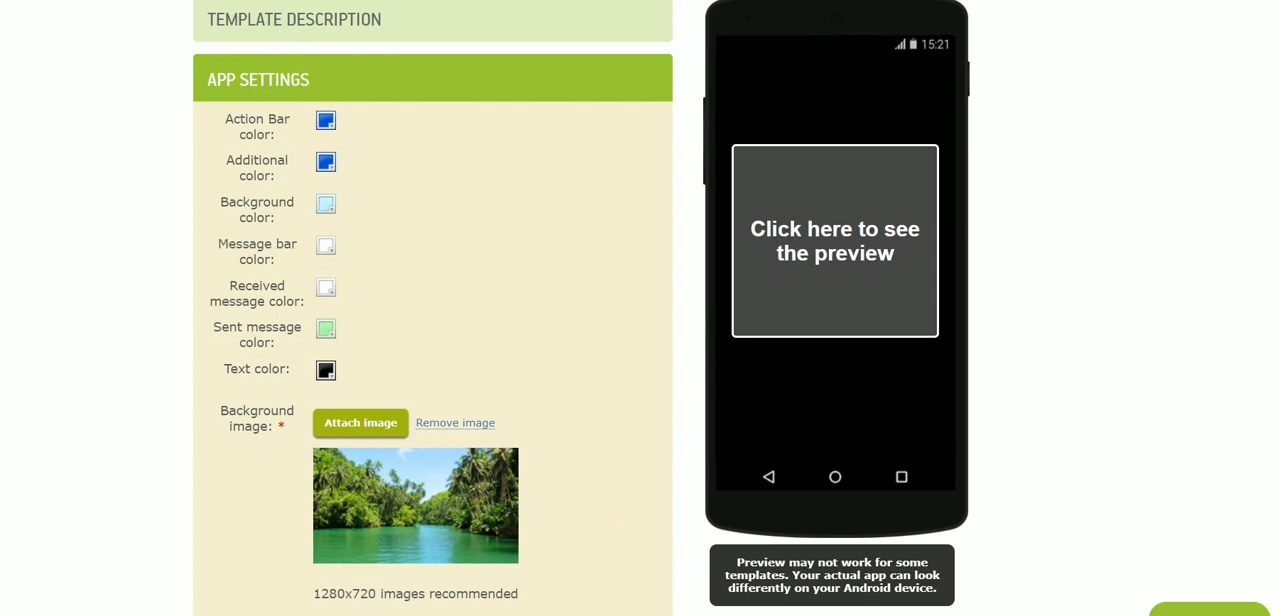 TEMPLATE DESCRIPTION
APP SETTINGS
Action Bar
color:
Additional
color:
Background
color:
Message bar
color:
Received
message color:
Sent message
color:
Text color:
Background
image: *
Attach image
Remove image
1280x720 images recommended
15:21
Click here to see
the preview
Preview may not work for some
templates. Your actual app can look
differently on your Android device.